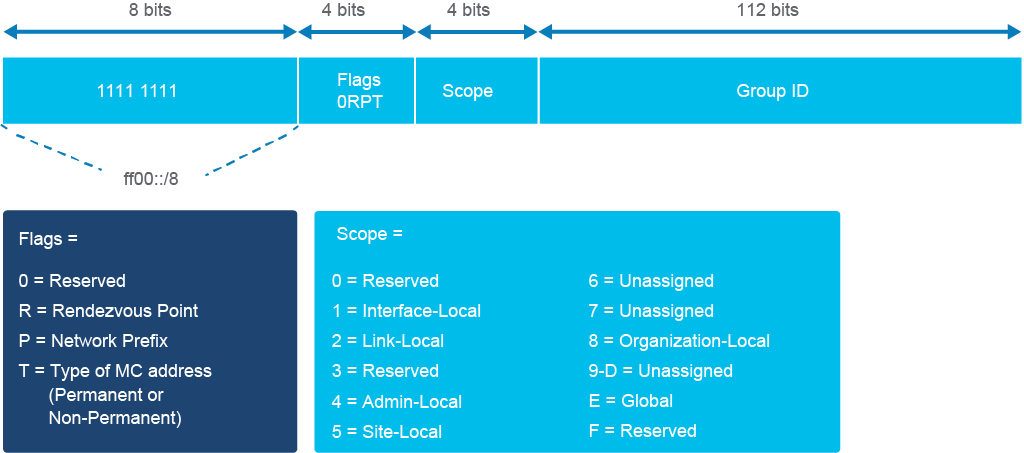 8 bits 4 bits 4 bits 112 bits
1111 1111 Flags 0RPT Scope Group ID
ff00::/8
Flags =
0 = Reserved
R = Rendezvous Point
P = Network Prefix
T = Type of MC address
(Permanent or
Non-Permanent)
Scope =
0 = Reserved
1 = Interface-Local
2 = Link-Local
3 = Reserved
4 = Admin-Local
5 = Site-Local
6 = Unassigned
7 = Unassigned
8 = Organization-Local
9-D = Unassigned
E = Global
F = Reserved